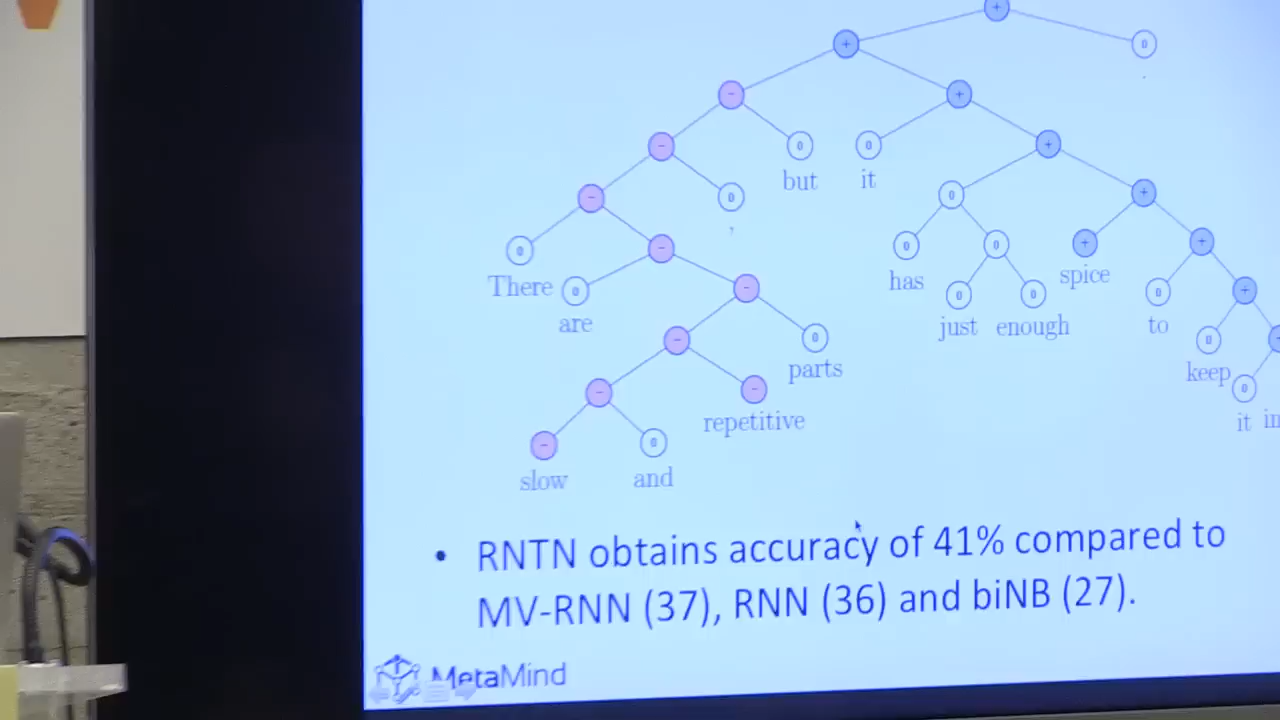 but it
There
are
has
just enough
spice
to
keep
it
parts
repetitive
slow and
• RNTN obtains accuracy of 41% compared to
MV-RNN (37), RNN (36) and biNB (27).
MetaMind